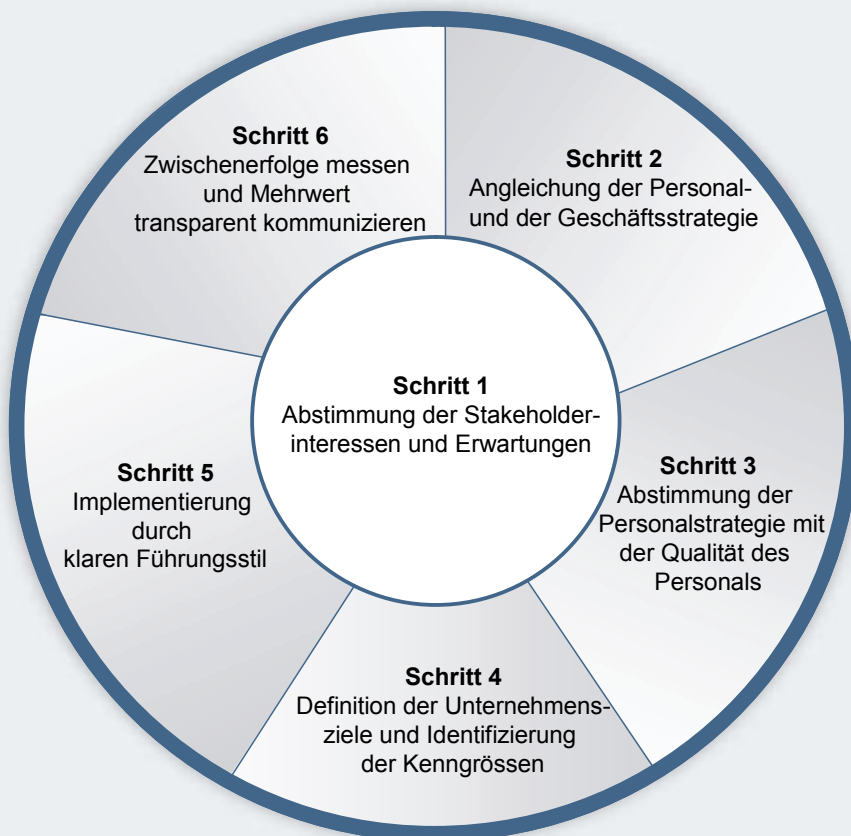 Schritt 1
Abstimmung der Stakeholder-
interessen und Erwartungen
Schritt 2
Angleichung der Personal-
und der Geschäftsstrategie
Schritt 3
Abstimmung der
Personalstrategie mit
der Qualität des
Personals
Schritt 4
Definition der Unternehmens-
ziele und Identifizierung
der Kenngrössen
Schritt 5
Implementierung
durch
klaren Führungsstil
Schritt 6
Zwischenerfolge messen
und Mehrwert
transparent kommunizieren